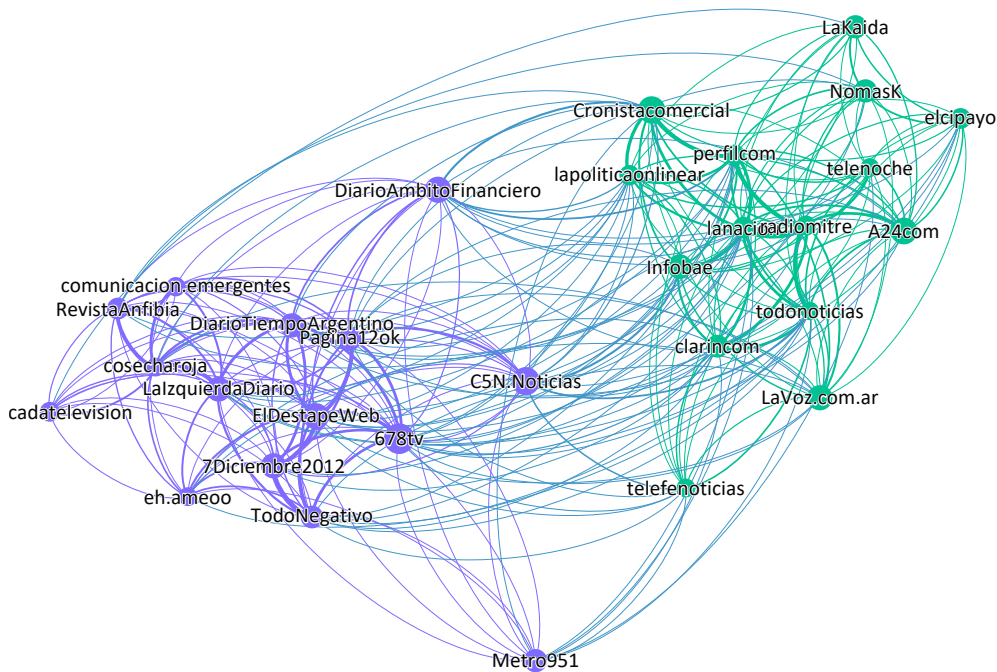 LaKaida
NomasK
Cronistacomercial
elcipayo
perfilcom
telenoche
lapoliticaonlinear
DiarioAmbitoFinanciero
lanacion
radiomitre
A24com
Infobae
comunicacion.emergentes
RevistaAnfibia
todonoticias
DiarioTiempoArgentino
Pagina12ok
clarincom
cosecharoja
LaIzquierdaDiario
C5N.Noticias
LaVoz.com.ar
cadatelevision
ElDestapeWeb
678tv
7Diciembre2012
telefenoticias
eh.ameoo
TodoNegativo
Metro951